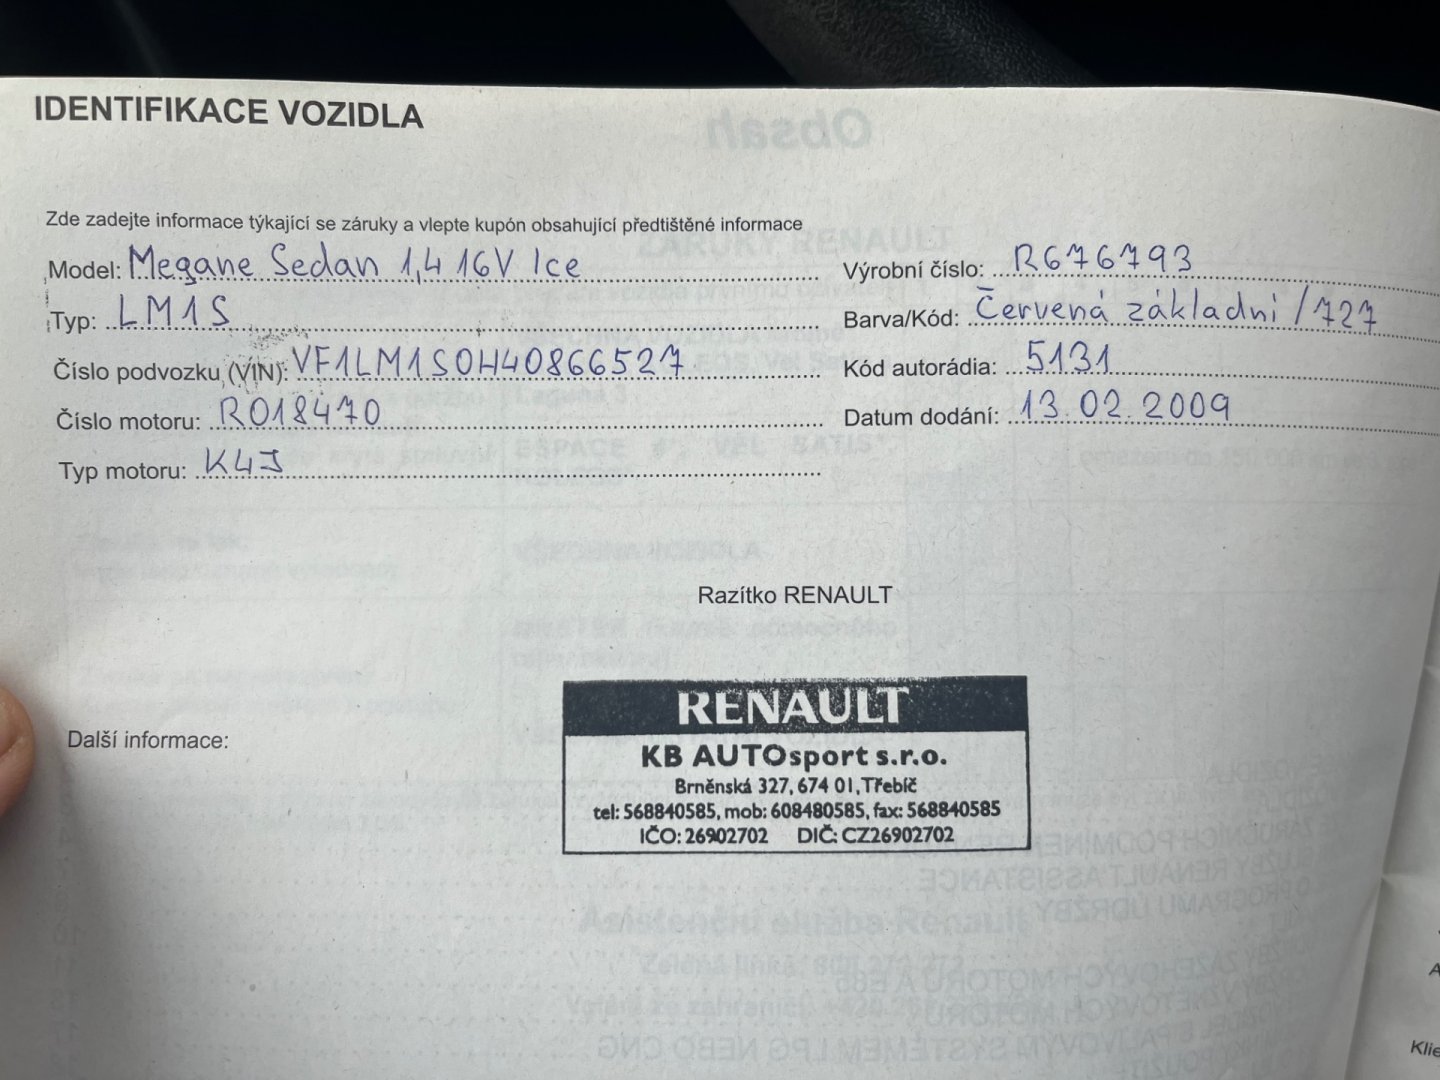 IDENTIFIKACE VOZIDLA
Obsah
Zde zadejte informace týkající se záruky a vlepte kupón obsahující předtištěné informace
Model: Megane Sedan 1,4 16V Ice
Výrobní číslo: R676793
Typ: LM1S
Barva/Kód: Červená základní / 727
Číslo podvozku (VIN): VF1LM1S0H40866527
Kód autorádia: 5131
Číslo motoru: R018470
Datum dodání: 13.02.2009
Typ motoru: K4J
Razítko RENAULT
Další informace:
RENAULT
KB AUTOsport s.r.o.
Brněnská 327, 674 01, Třebíč
tel: 568840585, mob: 608480585, fax: 568840585
IČO: 26902702 DIČ: CZ26902702